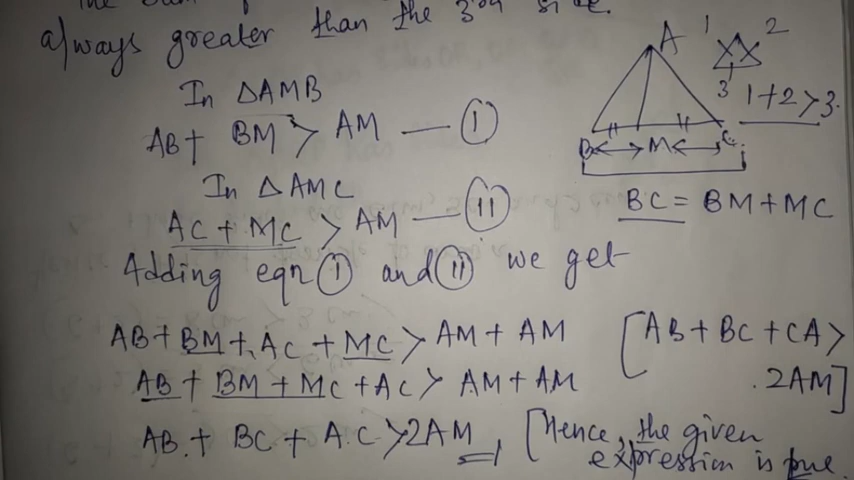 always greater than the 3rd side.
In △AMB
AB + BM > AM — I
In △AMC
AC + MC > AM — II
Adding eqn I and II we get
AB + BM + AC + MC > AM + AM
AB + BM + MC + AC > AM + AM
AB + BC + AC > 2AM
[Hence, the given
expression is true.
A
B M C
1 2
3
1+2>3
BC = BM + MC
[AB + BC + CA >
2AM]